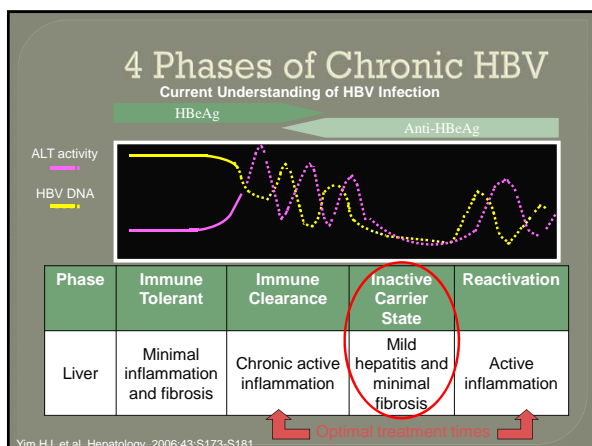 4 Phases of Chronic HBV
Current Understanding of HBV Infection
HBeAg
Anti-HBeAg
ALT activity
HBV DNA
Phase
Immune Tolerant
Immune Clearance
Inactive Carrier State
Reactivation
Liver
Minimal inflammation and fibrosis
Chronic active inflammation
Mild hepatitis and minimal fibrosis
Active inflammation
Optimal treatment times
Yim HJ, et al. Hepatology. 2006;43:S173-S181.